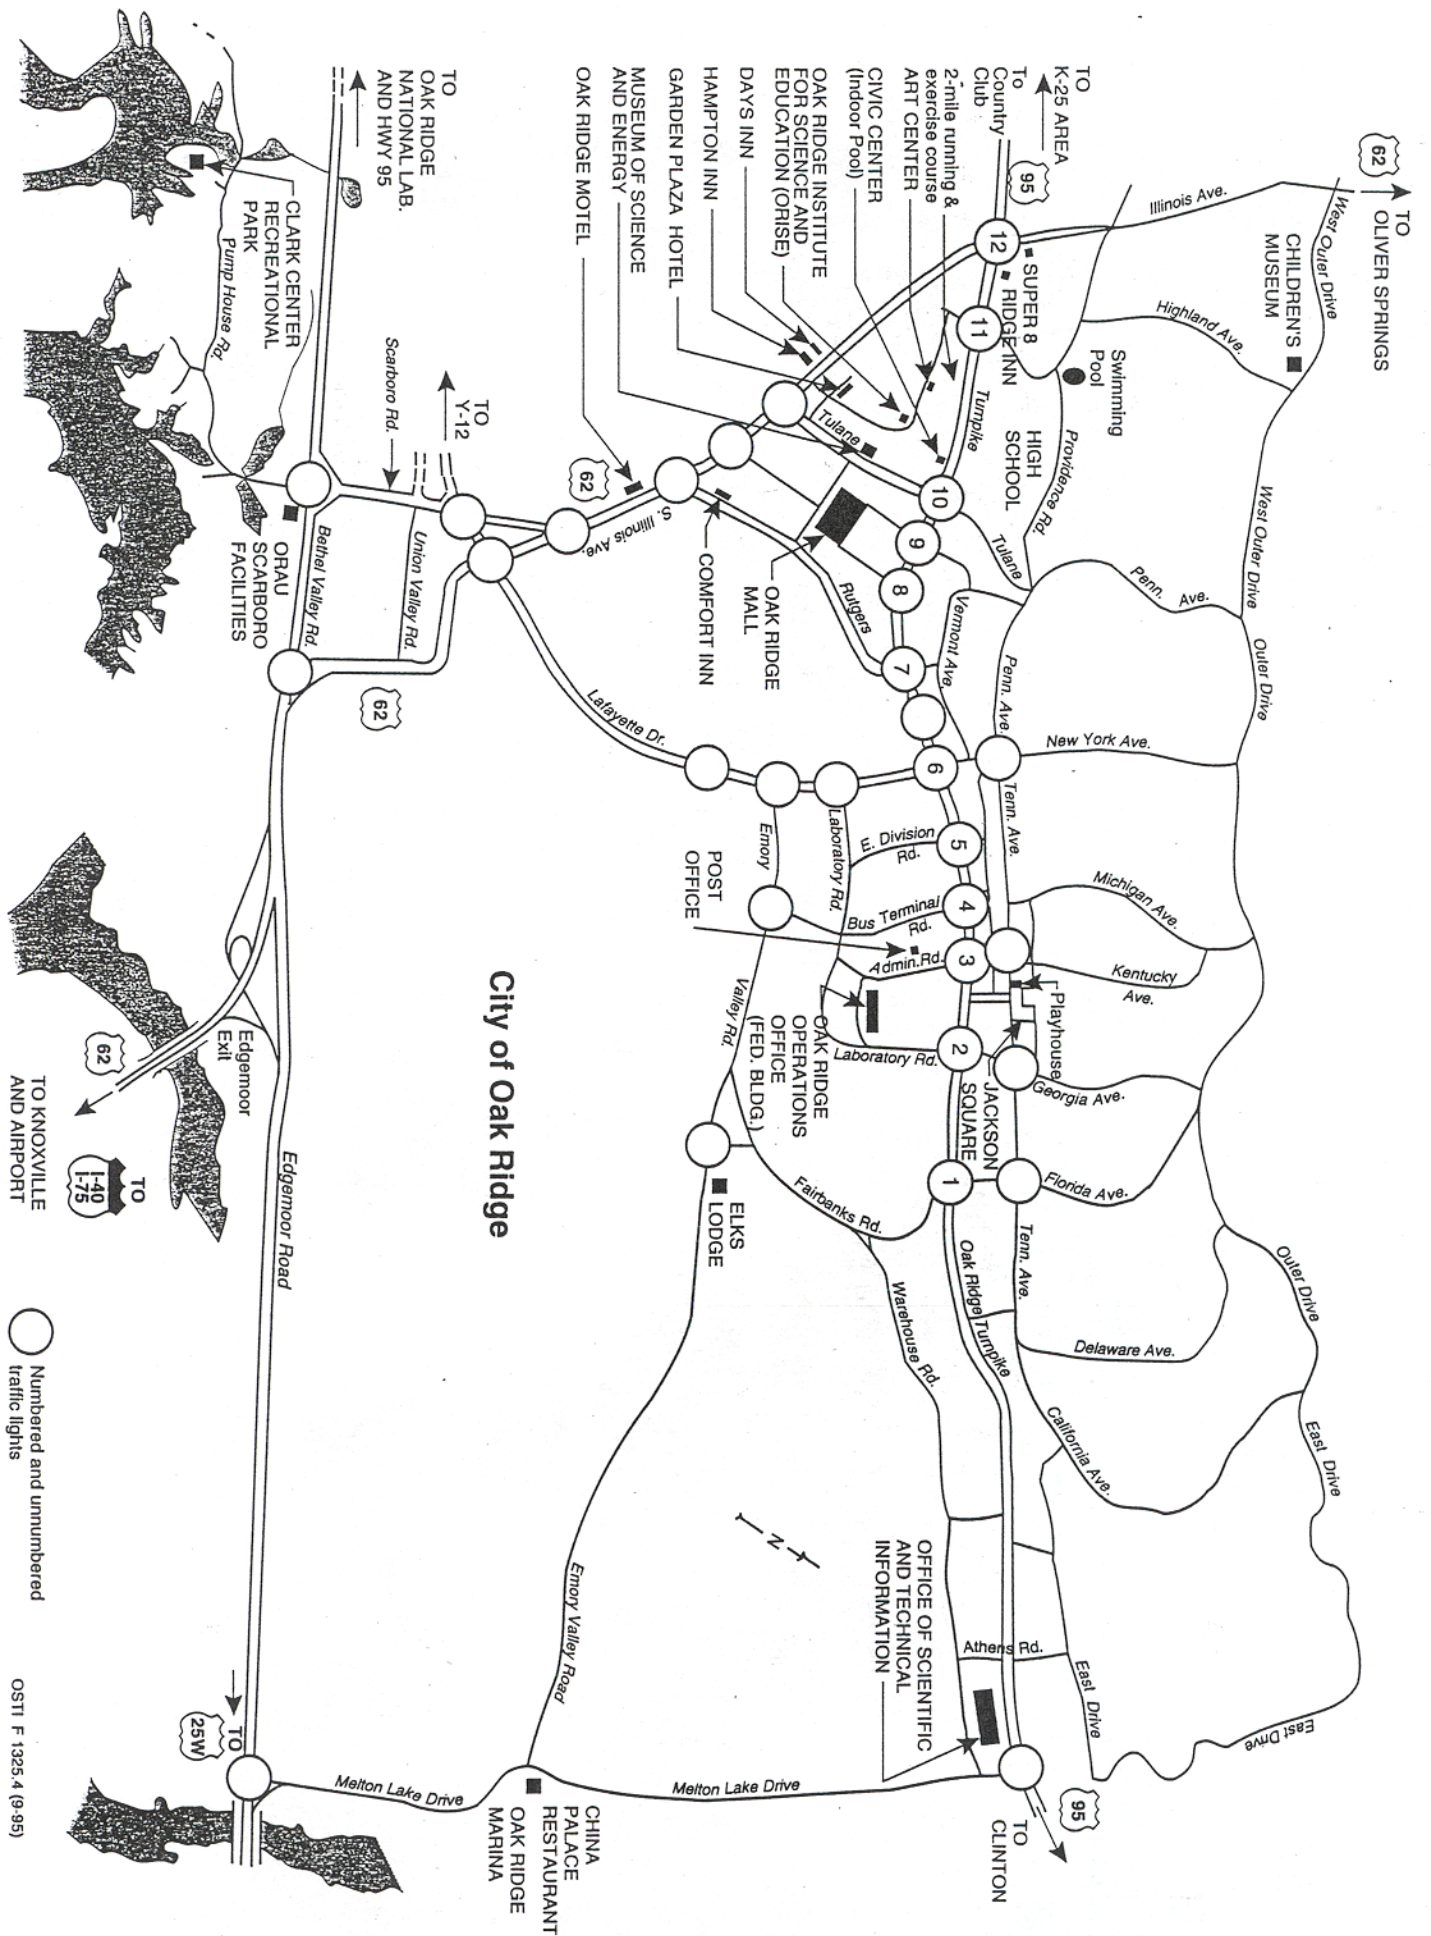 TO
OLIVER SPRINGS
62
West Outer Drive
CHILDREN'S
MUSEUM
Illinois Ave.
Highland Ave.
West Outer Drive
Outer Drive
Outer Drive
East Drive
East Drive
East Drive
TO
K-25 AREA
95
To
Country
Club
2-mile running &
exercise course
ART CENTER
CIVIC CENTER
(Indoor Pool)
OAK RIDGE INSTITUTE
FOR SCIENCE AND
EDUCATION (ORISE)
DAYS INN
HAMPTON INN
GARDEN PLAZA HOTEL
MUSEUM OF SCIENCE
AND ENERGY
OAK RIDGE MOTEL
TO
OAK RIDGE
NATIONAL LAB.
AND HWY 95
12
SUPER 8
RIDGE INN
11
Swimming
Pool
Turnpike
HIGH
SCHOOL
Providence Rd.
Tulane
10
Tulane
9
8
7
6
5
4
3
2
1
Penn. Ave.
Penn. Ave.
Vermont Ave.
New York Ave.
Tenn. Ave.
Michigan Ave.
Kentucky
Ave.
Playhouse
JACKSON
SQUARE
Georgia Ave.
Florida Ave.
Tenn. Ave.
Delaware Ave.
California Ave.
Oak Ridge Turnpike
Warehouse Rd.
Fairbanks Rd.
Athens Rd.
OFFICE OF SCIENTIFIC
AND TECHNICAL
INFORMATION
95
TO
CLINTON
Rutgers
OAK RIDGE
MALL
COMFORT INN
62
S. Illinois Ave.
Lafayette Dr.
Emory
Valley Rd.
Laboratory Rd.
E. Division
Rd.
Bus Terminal
Rd.
Admin.Rd.
Laboratory Rd.
POST
OFFICE
OAK RIDGE
OPERATIONS
OFFICE
(FED. BLDG.)
ELKS
LODGE
City of Oak Ridge
N
Emory Valley Road
Melton Lake Drive
Melton Lake Drive
CHINA
PALACE
RESTAURANT
OAK RIDGE
MARINA
TO
Y-12
Scarboro Rd.
Union Valley Rd.
62
Bethel Valley Rd.
ORAU
SCARBORO
FACILITIES
CLARK CENTER
RECREATIONAL
PARK
Pump House Rd.
Edgemoor
Exit
62
Edgemoor Road
TO
I-40
I-75
TO KNOXVILLE
AND AIRPORT
TO
25W
Numbered and unnumbered
traffic lights
OSTI F 1325.4 (9-95)